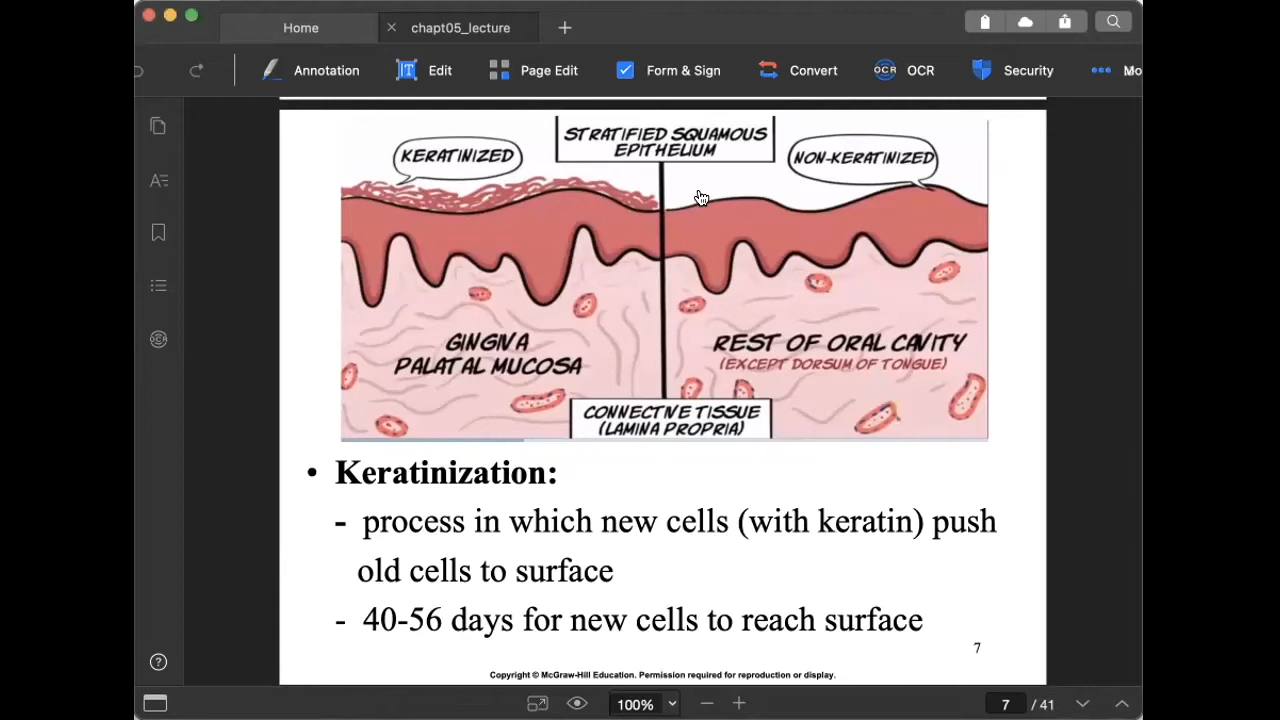 Home
chapt05_lecture
Annotation
Edit
Page Edit
Form & Sign
Convert
OCR
Security
Mo
STRATIFIED SQUAMOUS
EPITHELIUM
KERATINIZED
NON-KERATINIZED
GINGIVA
PALATAL MUCOSA
REST OF ORAL CAVITY
(EXCEPT DORSUM OF TONGUE)
CONNECTIVE TISSUE
(LAMINA PROPRIA)
• Keratinization:
- process in which new cells (with keratin) push
old cells to surface
- 40-56 days for new cells to reach surface
7
Copyright © McGraw-Hill Education. Permission required for reproduction or display.
100%
7 / 41